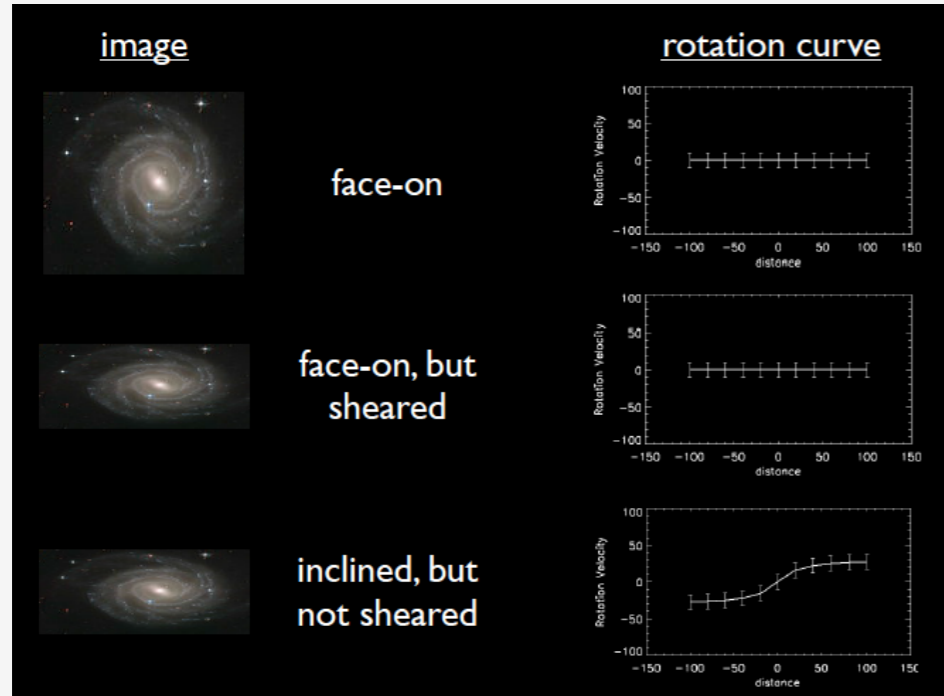 image
rotation curve
face-on
100
50
0
-50
-100
Rotation Velocity
-150 -100 -50 0 50 100 150
distance
face-on, but
sheared
100
50
0
-50
-100
Rotation Velocity
-150 -100 -50 0 50 100 150
distance
inclined, but
not sheared
100
50
0
-50
-100
Rotation Velocity
-150 -100 -50 0 50 100 150
distance